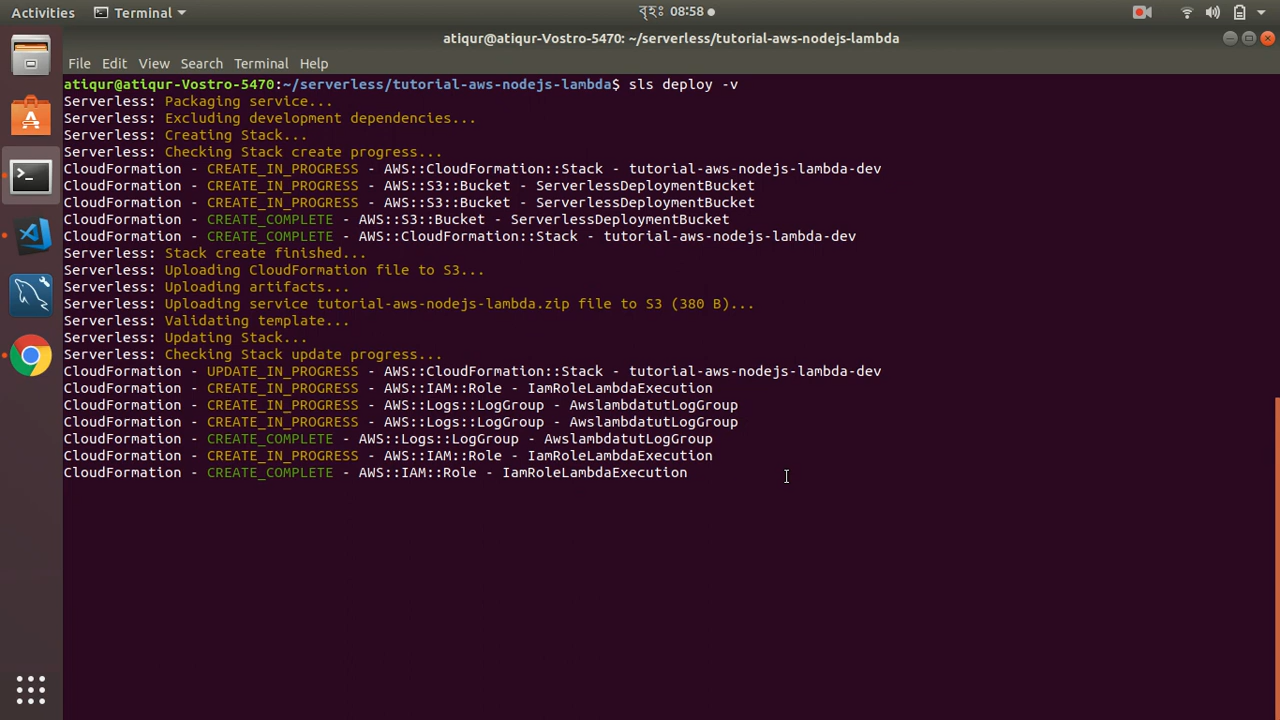 Activities
Terminal
বৃহঃ 08:58
atiqur@atiqur-Vostro-5470: ~/serverless/tutorial-aws-nodejs-lambda
File Edit View Search Terminal Help
atiqur@atiqur-Vostro-5470:~/serverless/tutorial-aws-nodejs-lambda$ sls deploy -v
Serverless: Packaging service...
Serverless: Excluding development dependencies...
Serverless: Creating Stack...
Serverless: Checking Stack create progress...
CloudFormation - CREATE_IN_PROGRESS - AWS::CloudFormation::Stack - tutorial-aws-nodejs-lambda-dev
CloudFormation - CREATE_IN_PROGRESS - AWS::S3::Bucket - ServerlessDeploymentBucket
CloudFormation - CREATE_IN_PROGRESS - AWS::S3::Bucket - ServerlessDeploymentBucket
CloudFormation - CREATE_COMPLETE - AWS::S3::Bucket - ServerlessDeploymentBucket
CloudFormation - CREATE_COMPLETE - AWS::CloudFormation::Stack - tutorial-aws-nodejs-lambda-dev
Serverless: Stack create finished...
Serverless: Uploading CloudFormation file to S3...
Serverless: Uploading artifacts...
Serverless: Uploading service tutorial-aws-nodejs-lambda.zip file to S3 (380 B)...
Serverless: Validating template...
Serverless: Updating Stack...
Serverless: Checking Stack update progress...
CloudFormation - UPDATE_IN_PROGRESS - AWS::CloudFormation::Stack - tutorial-aws-nodejs-lambda-dev
CloudFormation - CREATE_IN_PROGRESS - AWS::IAM::Role - IamRoleLambdaExecution
CloudFormation - CREATE_IN_PROGRESS - AWS::Logs::LogGroup - AwslambdatutLogGroup
CloudFormation - CREATE_IN_PROGRESS - AWS::Logs::LogGroup - AwslambdatutLogGroup
CloudFormation - CREATE_COMPLETE - AWS::Logs::LogGroup - AwslambdatutLogGroup
CloudFormation - CREATE_IN_PROGRESS - AWS::IAM::Role - IamRoleLambdaExecution
CloudFormation - CREATE_COMPLETE - AWS::IAM::Role - IamRoleLambdaExecution